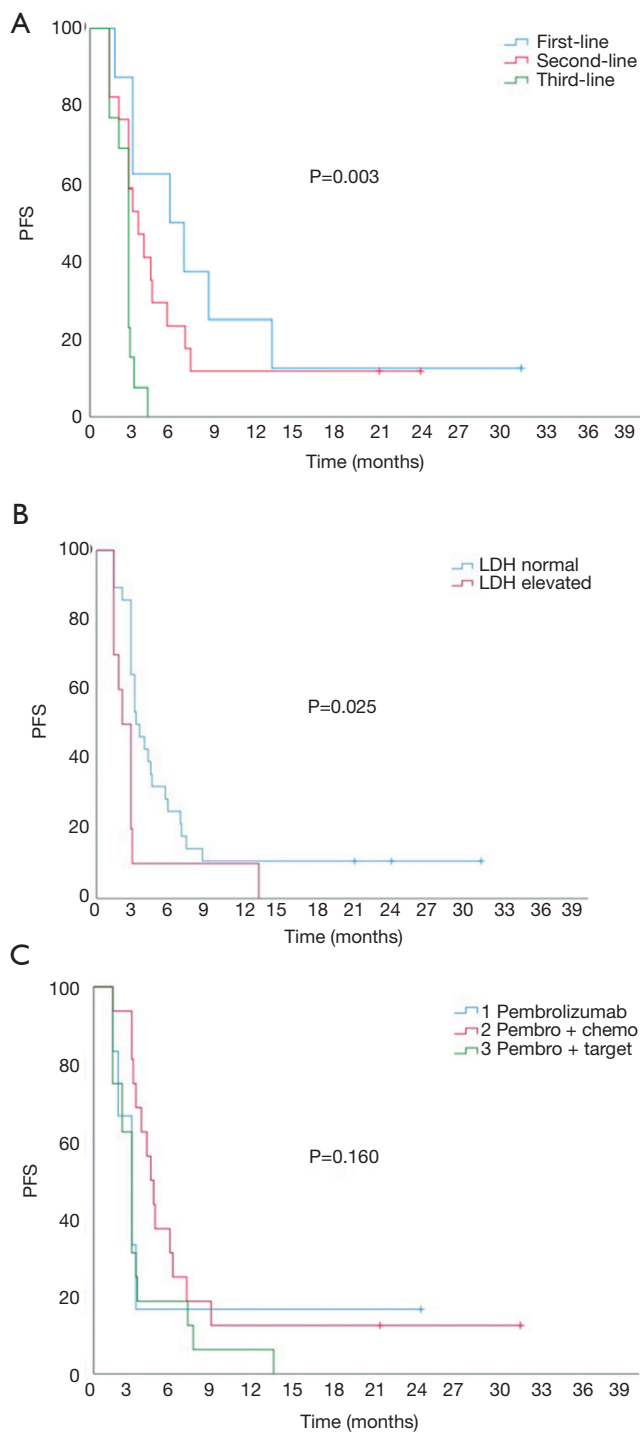 A
100
80
60
40
20
0
PFS
First-line
Second-line
Third-line
P=0.003
0 3 6 9 12 15 18 21 24 27 30 33 36 39
Time (months)
B
100
80
60
40
20
0
PFS
LDH normal
LDH elevated
P=0.025
0 3 6 9 12 15 18 21 24 27 30 33 36 39
Time (months)
C
100
80
60
40
20
0
PFS
1 Pembrolizumab
2 Pembro + chemo
3 Pembro + target
P=0.160
0 3 6 9 12 15 18 21 24 27 30 33 36 39
Time (months)